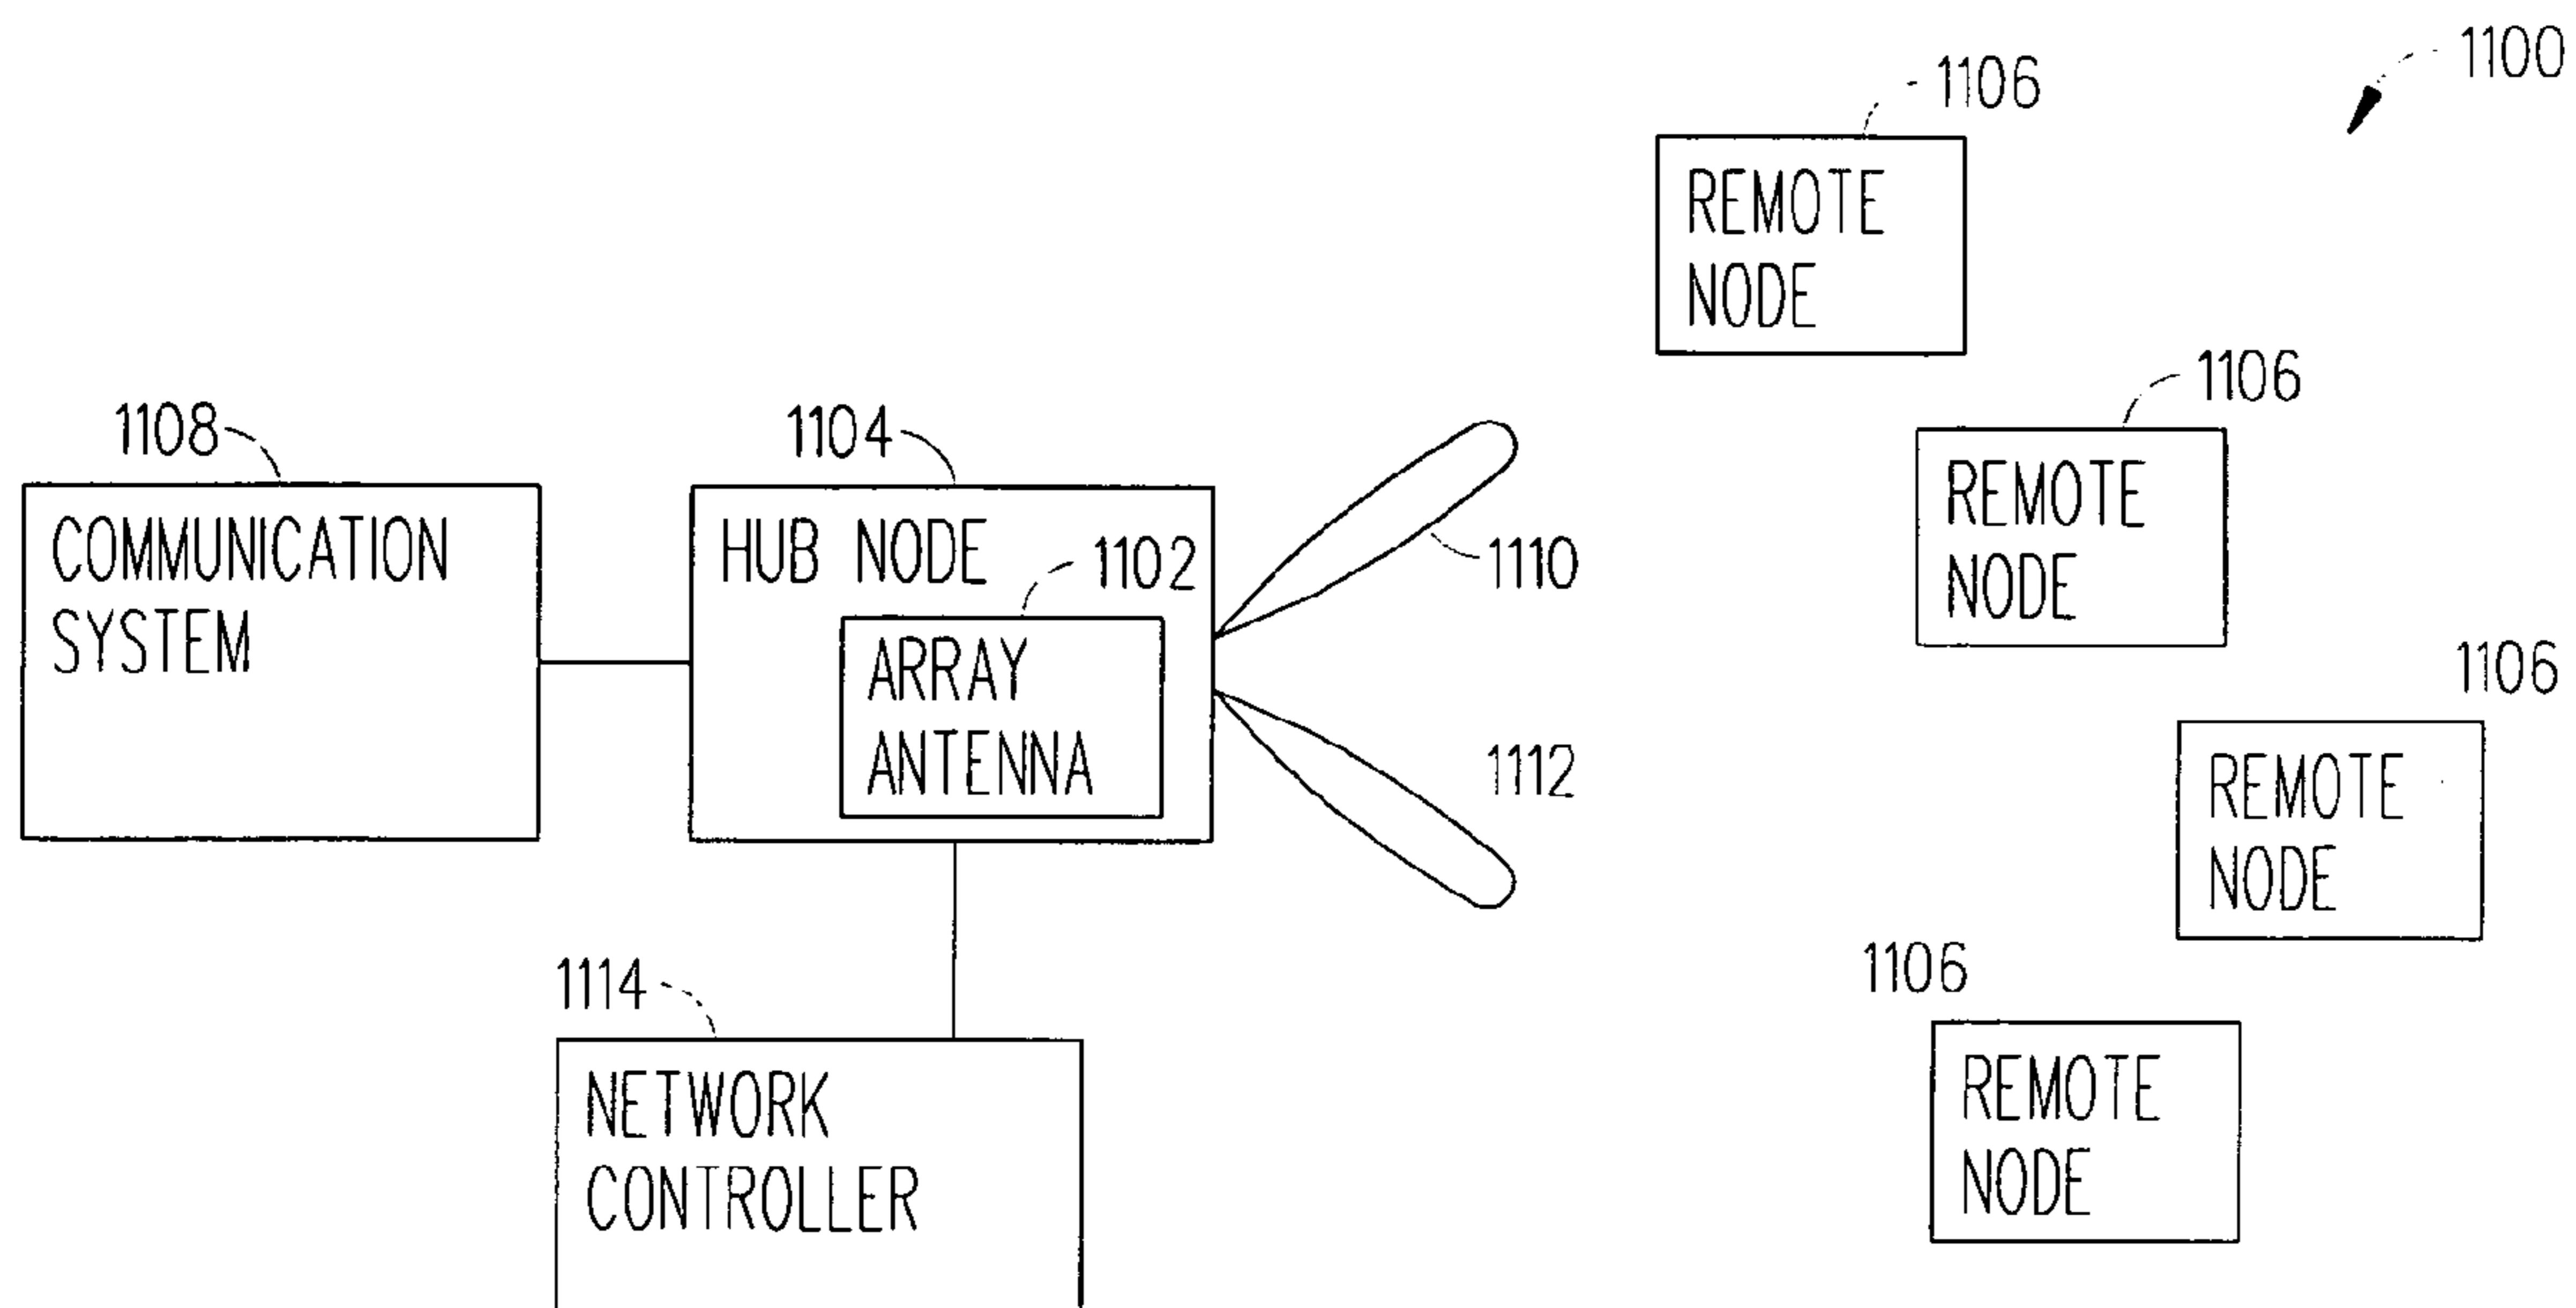 1100
1106
REMOTE
NODE
1106
REMOTE
NODE
1108
COMMUNICATION
SYSTEM
1104
HUB NODE
1102
ARRAY
ANTENNA
1110
1112
1106
REMOTE
NODE
1106
REMOTE
NODE
1114
NETWORK
CONTROLLER